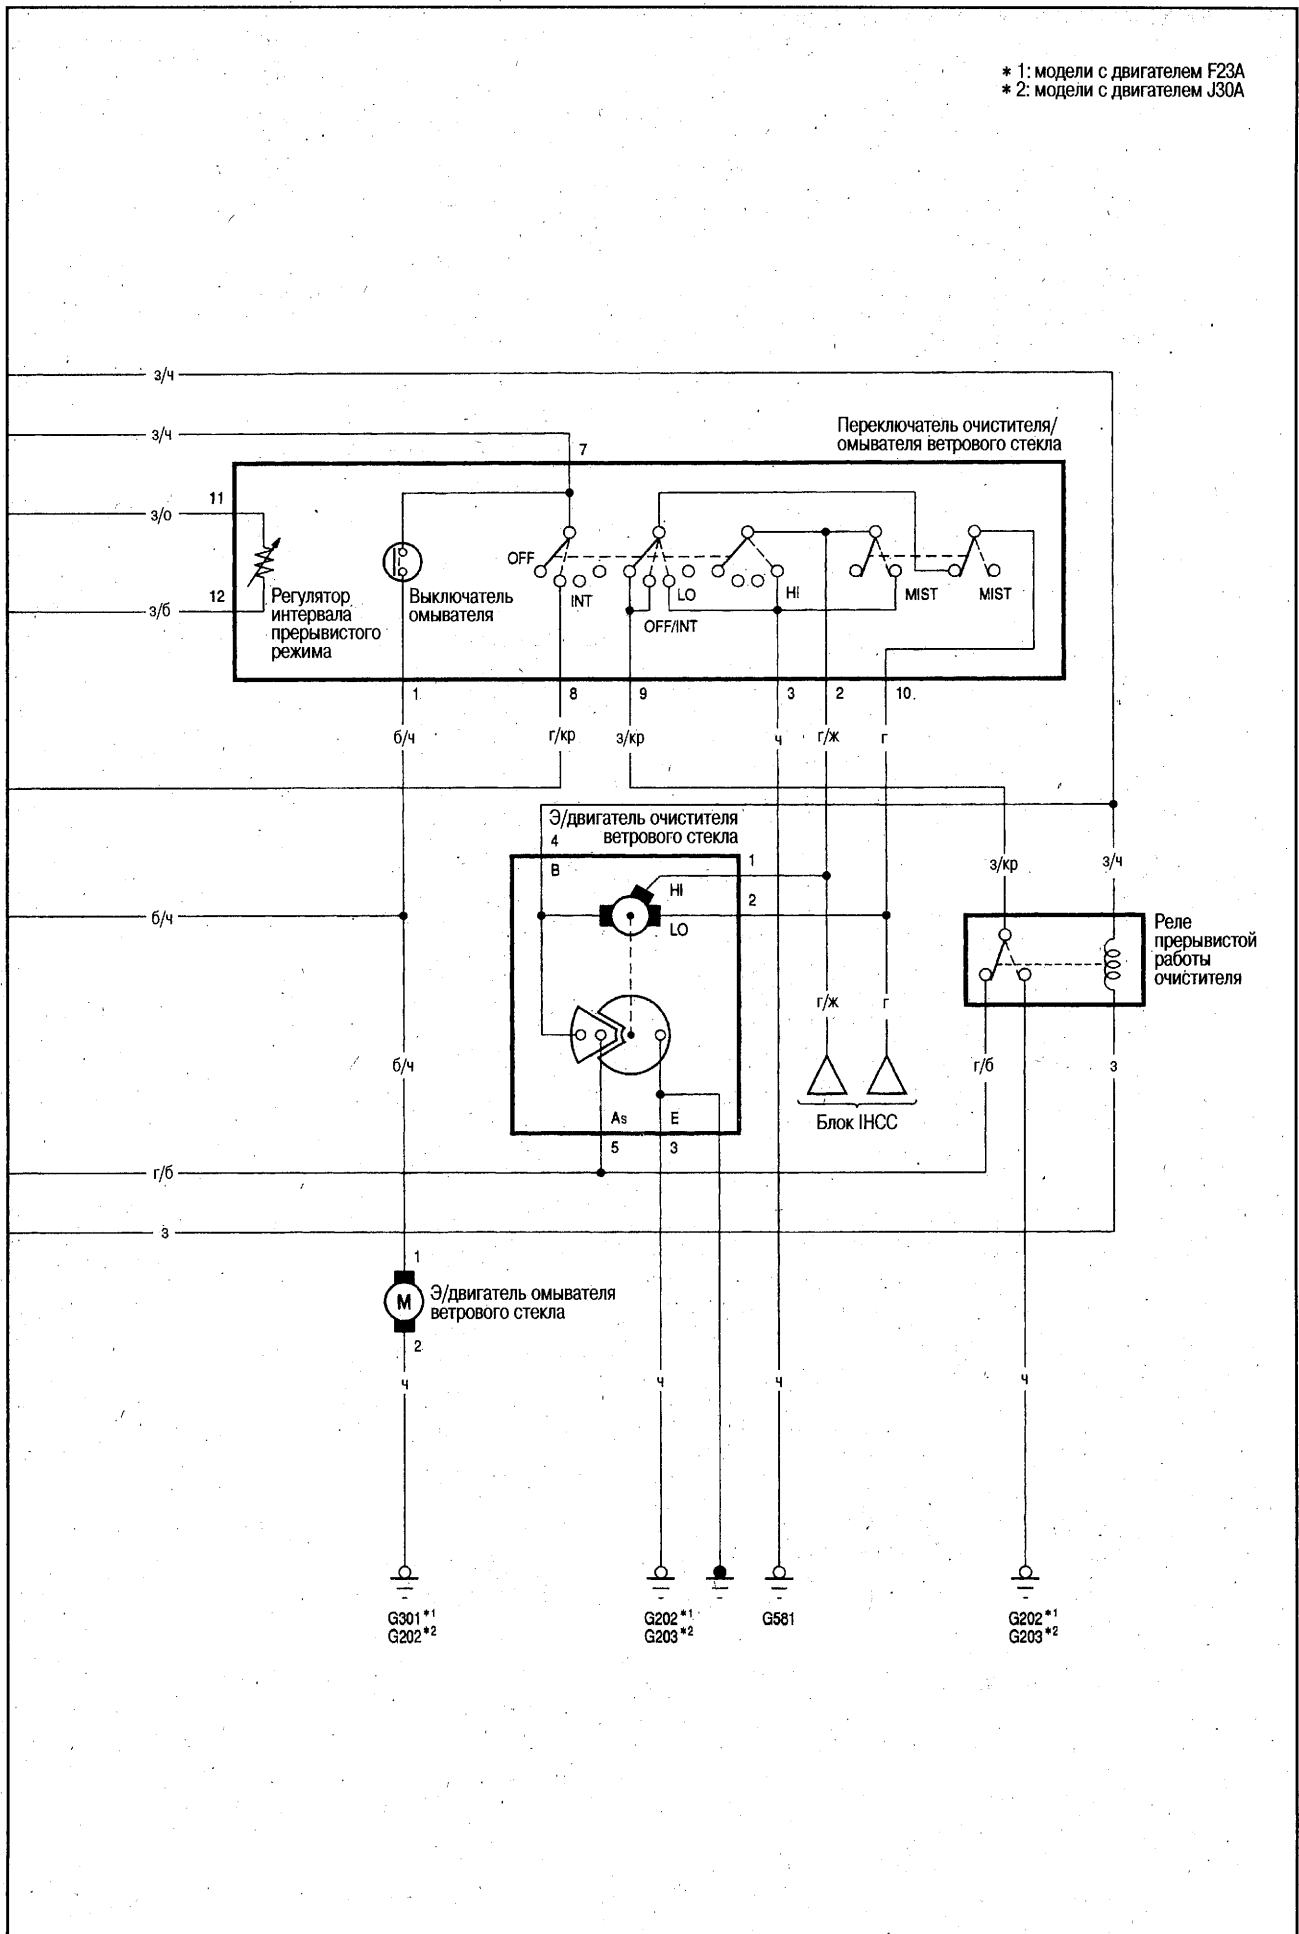 * 1: модели с двигателем F23A
* 2: модели с двигателем J30A
з/ч
з/ч
7
Переключатель очистителя/
омывателя ветрового стекла
11
з/о
12
з/б
Регулятор
интервала
прерывистого
режима
Выключатель
омывателя
OFF
INT
LO
OFF/INT
HI
MIST
MIST
1
8
9
3
2
10
б/ч
г/кр
з/кр
ч
г/ж
г
Э/двигатель очистителя
ветрового стекла
4
B
1
HI
2
LO
з/кр
з/ч
б/ч
Реле
прерывистой
работы
очистителя
г/ж
г
б/ч
г/б
з
Блок IHCC
As
E
5
3
г/б
з
1
M
Э/двигатель омывателя
ветрового стекла
2
ч
ч
ч
ч
G301 *1
G202 *2
G202 *1
G203 *2
G581
G202 *1
G203 *2